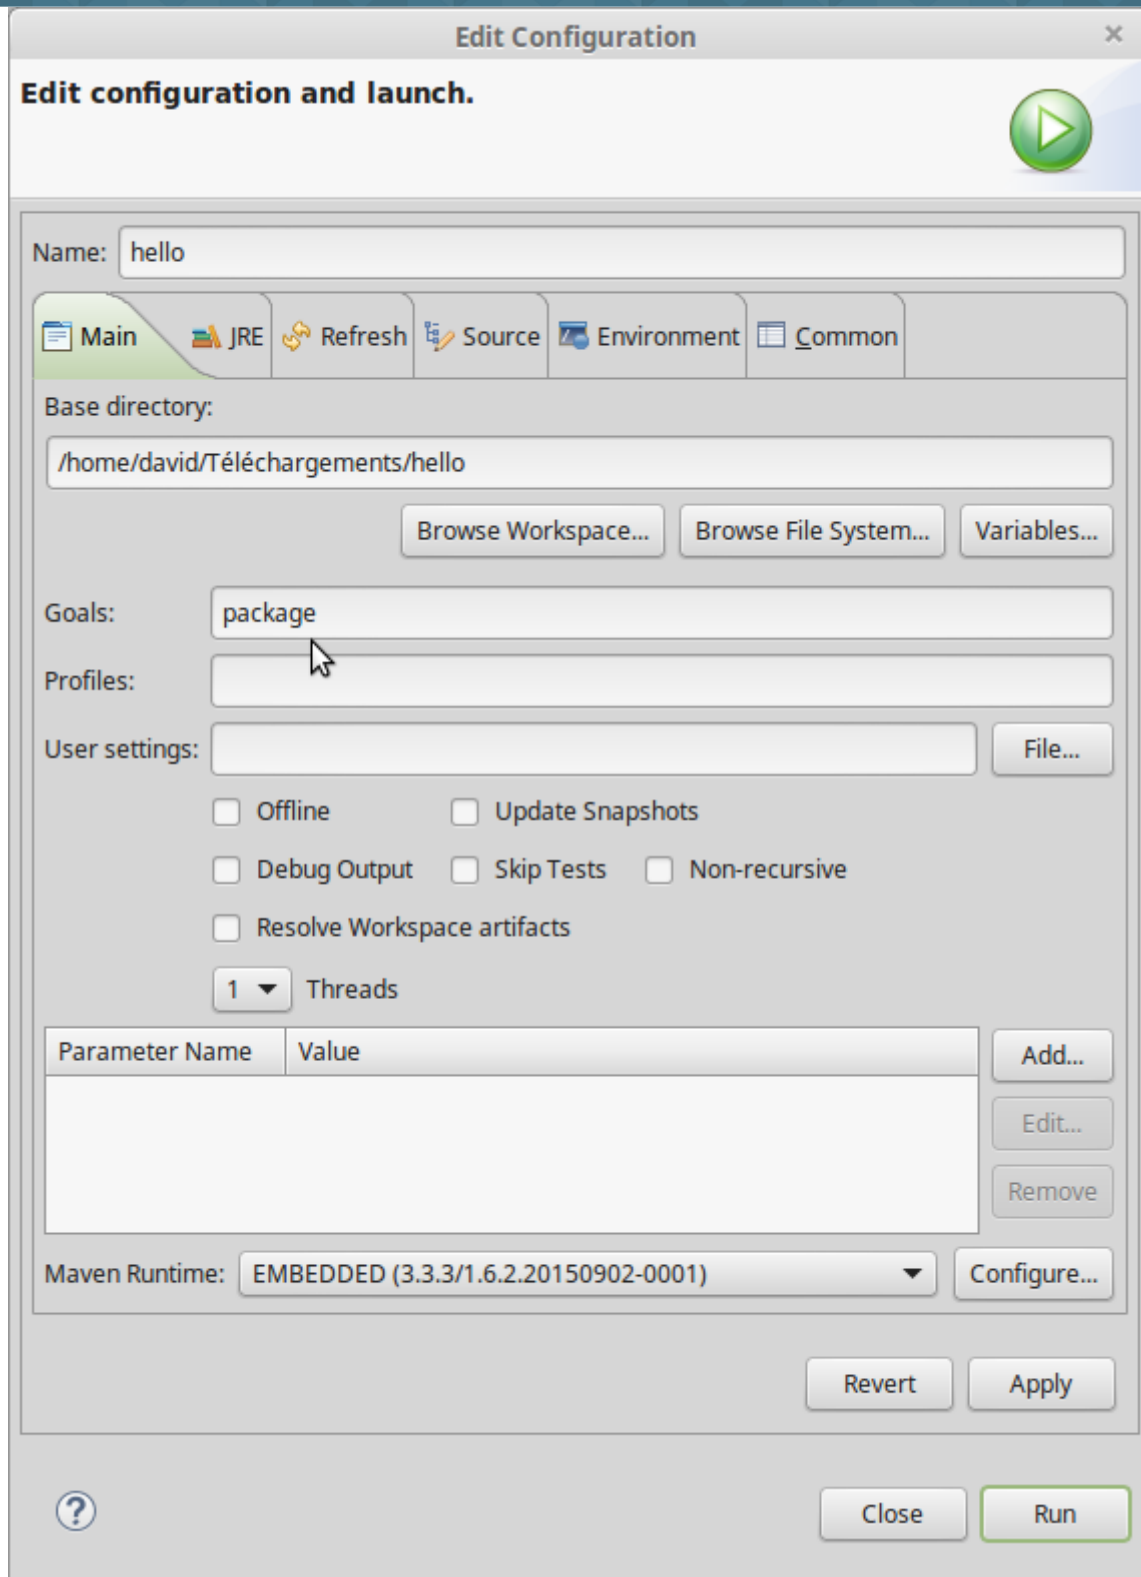 Edit Configuration
Edit configuration and launch.
Name: hello
Main JRE Refresh Source Environment Common
Base directory:
/home/david/Téléchargements/hello
Browse Workspace... Browse File System... Variables...
Goals: package
Profiles:
User settings: File...
Offline Update Snapshots
Debug Output Skip Tests Non-recursive
Resolve Workspace artifacts
1 Threads
Parameter Name Value Add...
Edit...
Remove
Maven Runtime: EMBEDDED (3.3.3/1.6.2.20150902-0001) Configure...
Revert Apply
? Close Run